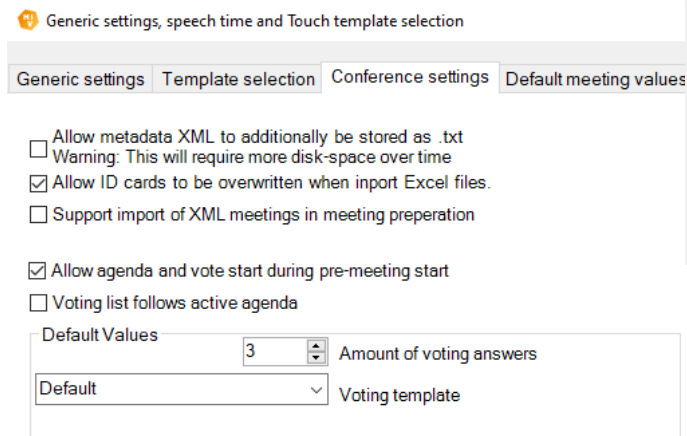 Generic settings, speech time and Touch template selection
Generic settings Template selection Conference settings Default meeting values
Allow metadata XML to additionally be stored as .txt
Warning: This will require more disk-space over time
Allow ID cards to be overwritten when inport Excel files.
Support import of XML meetings in meeting preperation
Allow agenda and vote start during pre-meeting start
Voting list follows active agenda
Default Values
3 Amount of voting answers
Default Voting template